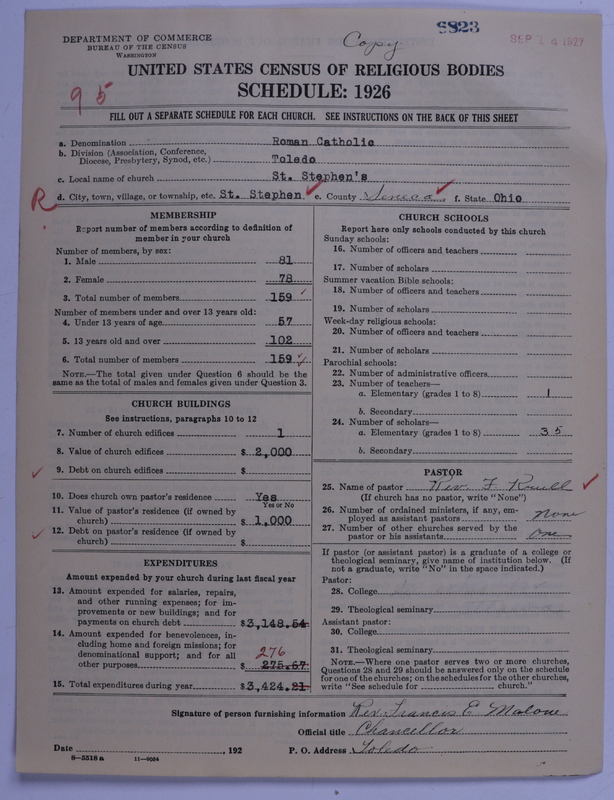 DEPARTMENT OF COMMERCE
BUREAU OF THE CENSUS
WASHINGTON
Copy
8823
SEP 14 1927
UNITED STATES CENSUS OF RELIGIOUS BODIES
SCHEDULE: 1926
95
FILL OUT A SEPARATE SCHEDULE FOR EACH CHURCH. SEE INSTRUCTIONS ON THE BACK OF THIS SHEET
a. Denomination Roman Catholic
b. Division (Association, Conference, Diocese, Presbytery, Synod, etc.) Toledo
c. Local name of church St. Stephen's
R
d. City, town, village, or township, etc. St. Stephen e. County Seneca f. State Ohio
MEMBERSHIP
Report number of members according to definition of
member in your church
Number of members, by sex:
1. Male 81
2. Female 78
3. Total number of members 159
Number of members under and over 13 years old:
4. Under 13 years of age 57
5. 13 years old and over 102
6. Total number of members 159
NOTE.—The total given under Question 6 should be
same as the total of males and females given under Question 3.
CHURCH BUILDINGS
See instructions, paragraphs 10 to 12
7. Number of church edifices 1
8. Value of church edifices $2,000
9. Debt on church edifices $
10. Does church own pastor's residence Yes
Yes or No
11. Value of pastor's residence (if owned by
church) $1,000
12. Debt on pastor's residence (if owned by
church) $
EXPENDITURES
Amount expended by your church during last fiscal year
13. Amount expended for salaries, repairs,
and other running expenses; for im-
provements or new buildings; and for
payments on church debt $3,148.54
14. Amount expended for benevolences, in-
cluding home and foreign missions; for
denominational support; and for all 276
other purposes $275.67
15. Total expenditures during year $3,424.21
CHURCH SCHOOLS
Report here only schools conducted by this church
Sunday schools:
16. Number of officers and teachers
17. Number of scholars
Summer vacation Bible schools:
18. Number of officers and teachers
19. Number of scholars
Week-day religious schools:
20. Number of officers and teachers
21. Number of scholars
Parochial schools:
22. Number of administrative officers
23. Number of teachers—
a. Elementary (grades 1 to 8) 1
b. Secondary
24. Number of scholars—
a. Elementary (grades 1 to 8) 35
b. Secondary
PASTOR
25. Name of pastor Rev. F.
(If church has no pastor, write "None")
26. Number of ordained ministers, if any, em-
ployed as assistant pastors none
27. Number of other churches served by the
pastor or his assistants one
If pastor (or assistant pastor) is a graduate of a college or
theological seminary, give name of institution below. (If
not a graduate, write "No" in the space indicated.)
Pastor:
28. College
29. Theological seminary
Assistant pastor:
30. College
31. Theological seminary
NOTE.—Where one pastor serves two or more churches,
Questions 28 and 29 should be answered only on the schedule
for one of the churches; on the schedules for the other churches,
write "See schedule for church."
Signature of person furnishing information Rev. Francis E Malone
Official title Chancellor
Date , 192 P. O. Address Toledo
8—5518 a 11—9054